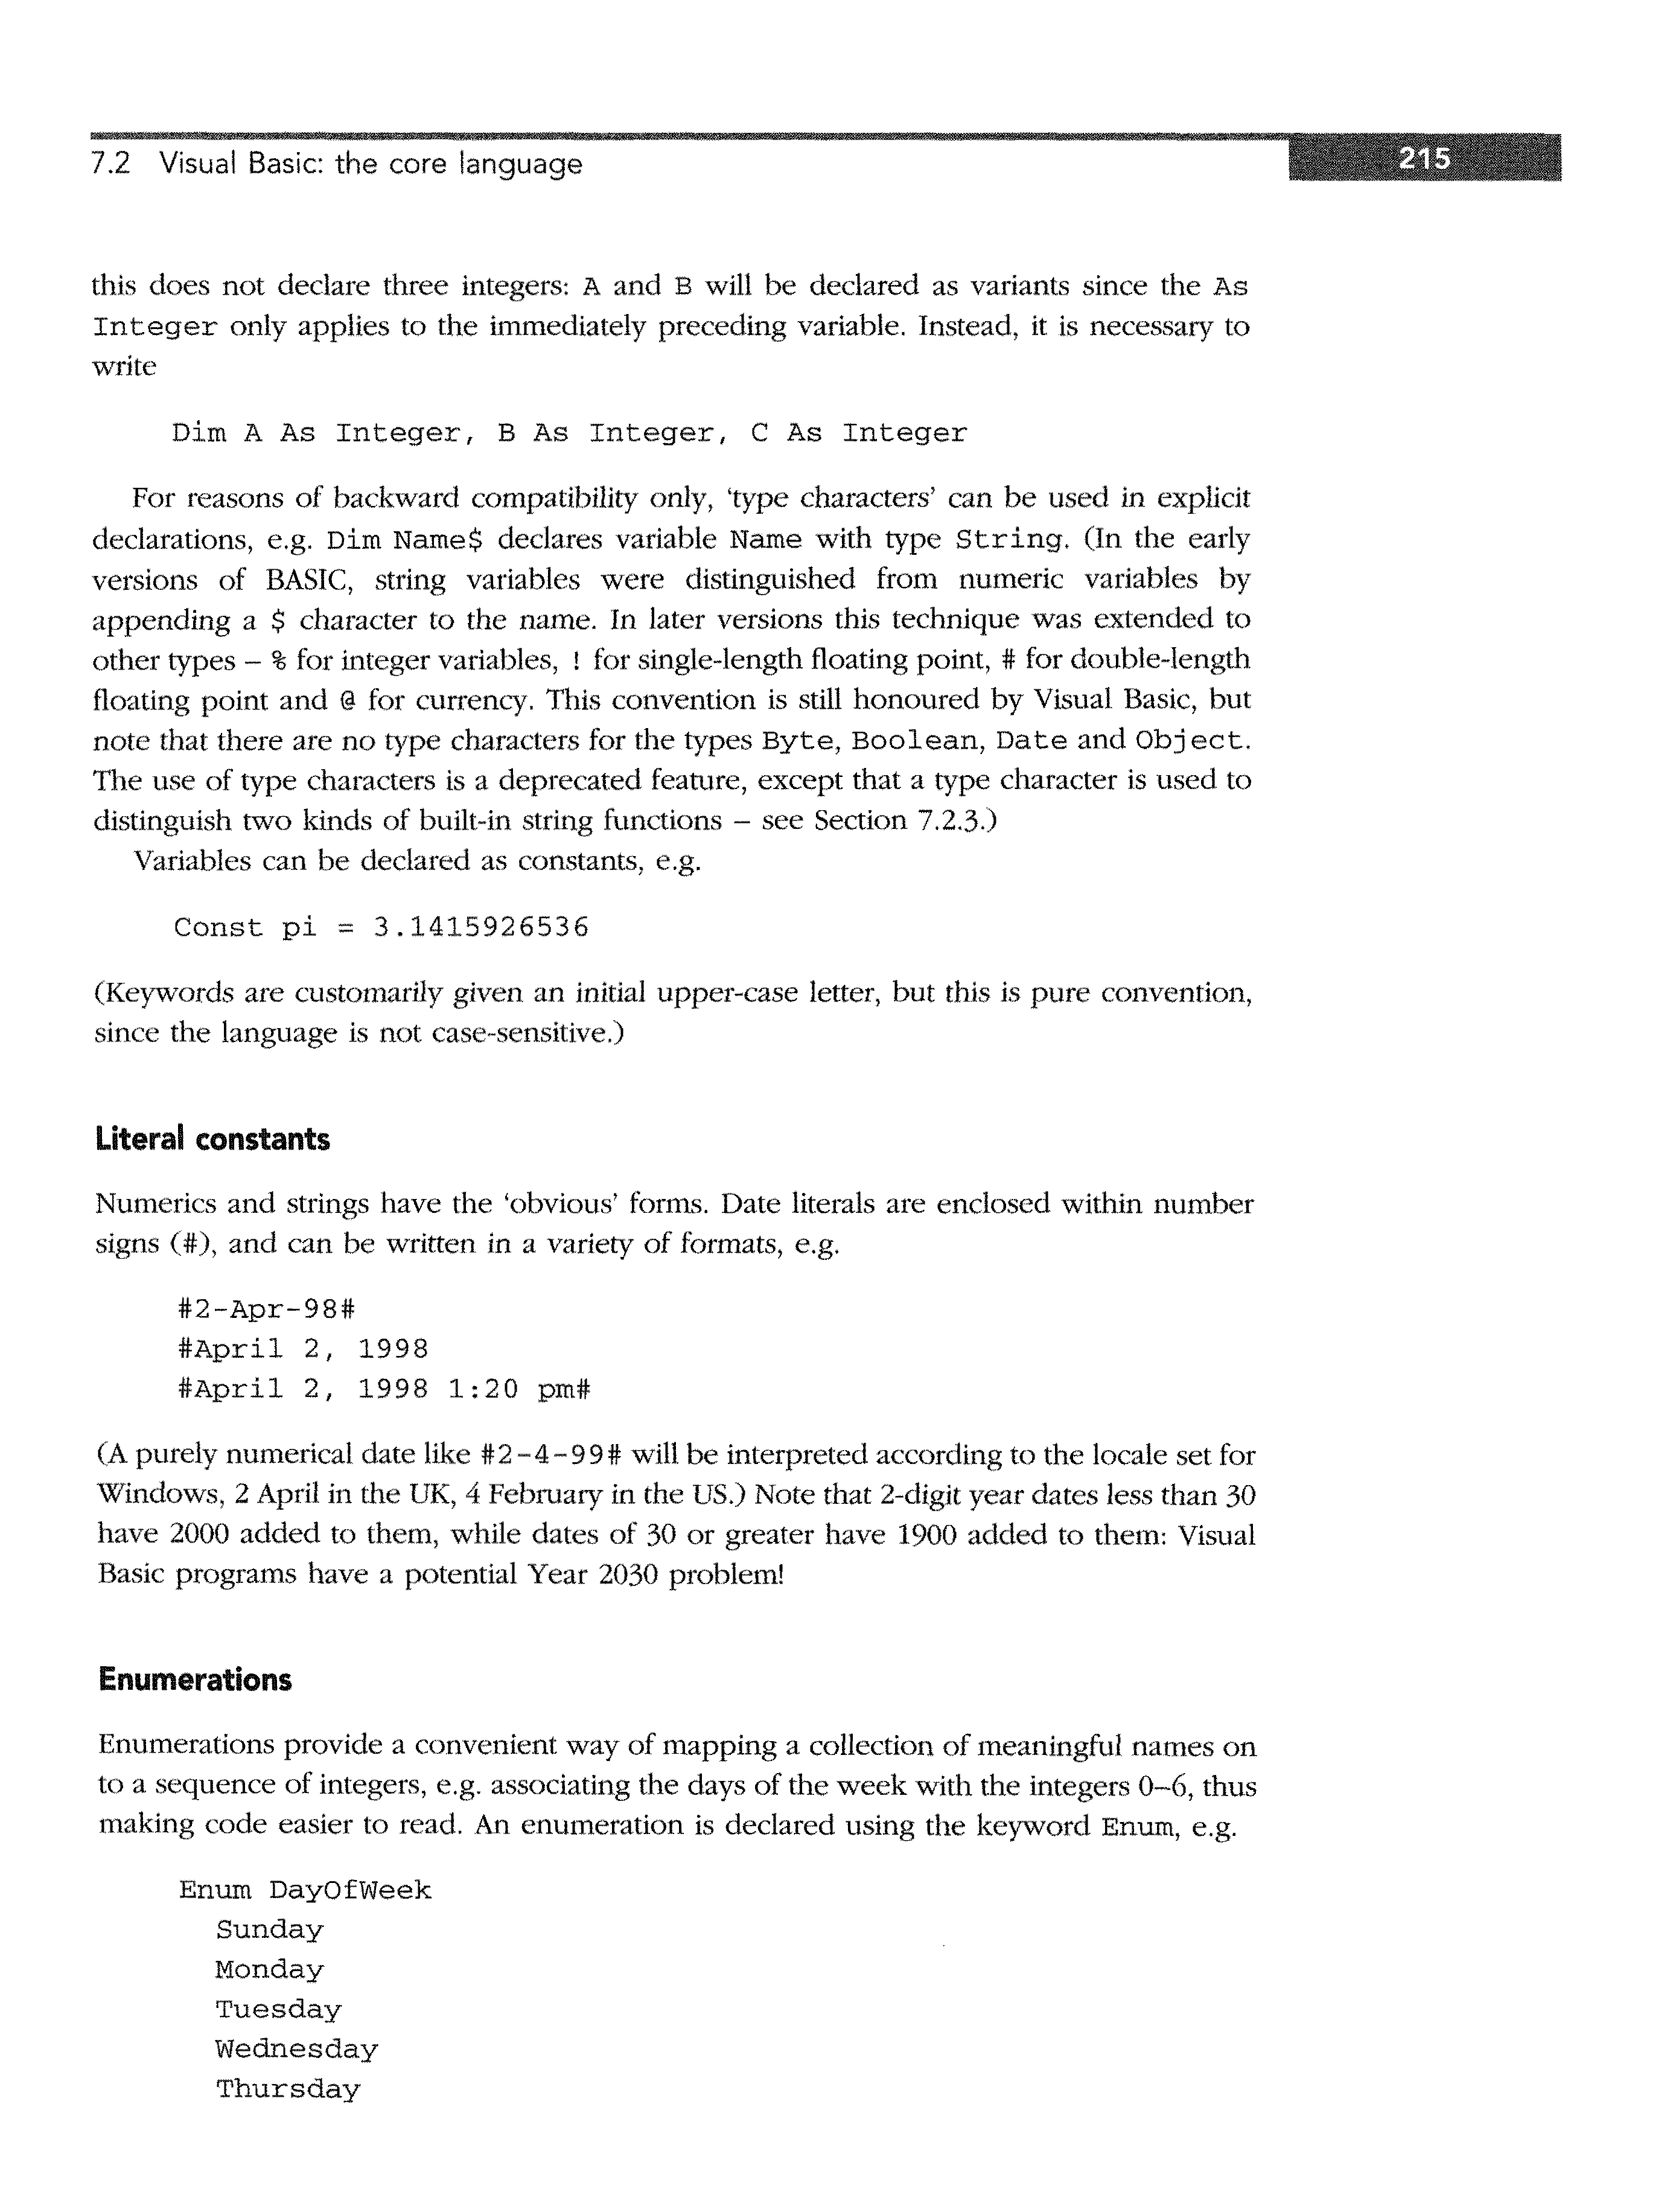 7.2 Visual Basic: the core language
215
this does not declare three integers: A and B will be declared as variants since the As
Integer only applies to the immediately preceding variable. Instead, it is necessary to
write
Dim A As Integer, B As Integer, C As Integer
For reasons of backward compatibility only, ‘type characters’ can be used in explicit
declarations, e.g. Dim Name$ declares variable Name with type String. (In the early
versions of BASIC, string variables were distinguished from numeric variables by
appending a $ character to the name. In later versions this technique was extended to
other types – % for integer variables, ! for single-length floating point, # for double-length
floating point and @ for currency. This convention is still honoured by Visual Basic, but
note that there are no type characters for the types Byte, Boolean, Date and Object.
The use of type characters is a deprecated feature, except that a type character is used to
distinguish two kinds of built-in string functions – see Section 7.2.3.)
Variables can be declared as constants, e.g.
Const pi = 3.1415926536
(Keywords are customarily given an initial upper-case letter, but this is pure convention,
since the language is not case-sensitive.)
Literal constants
Numerics and strings have the ‘obvious’ forms. Date literals are enclosed within number
signs (#), and can be written in a variety of formats, e.g.
#2-Apr-98#
#April 2, 1998
#April 2, 1998 1:20 pm#
(A purely numerical date like #2-4-99# will be interpreted according to the locale set for
Windows, 2 April in the UK, 4 February in the US.) Note that 2-digit year dates less than 30
have 2000 added to them, while dates of 30 or greater have 1900 added to them: Visual
Basic programs have a potential Year 2030 problem!
Enumerations
Enumerations provide a convenient way of mapping a collection of meaningful names on
to a sequence of integers, e.g. associating the days of the week with the integers 0–6, thus
making code easier to read. An enumeration is declared using the keyword Enum, e.g.
Enum DayOfWeek
Sunday
Monday
Tuesday
Wednesday
Thursday